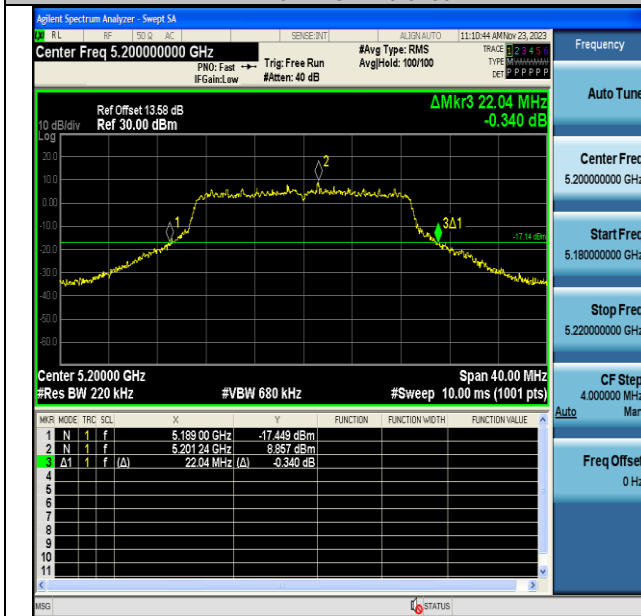 Agilent Spectrum Analyzer - Swept SA
RL RF 50 Ω AC SENSE:INT ALIGN AUTO 11:10:44 AM Nov 23, 2023
Center Freq 5.200000000 GHz #Avg Type: RMS TRACE 1 2 3 4 5 6
PNO: Fast Trig: Free Run Avg|Hold: 100/100 TYPE M
IFGain:Low #Atten: 40 dB DET P P P P P P
Frequency
Auto Tune
Center Freq
5.200000000 GHz
Start Freq
5.180000000 GHz
Stop Freq
5.220000000 GHz
CF Step
4.000000 MHz
Auto Man
Freq Offset
0 Hz
ΔMkr3 22.04 MHz
-0.340 dB
Ref Offset 13.58 dB
10 dB/div Ref 30.00 dBm
Log
20.0
10.0
0.00
-10.0
-20.0
-30.0
-40.0
-50.0
-60.0
1
2
3Δ1
-17.14 dBm
Center 5.20000 GHz Span 40.00 MHz
#Res BW 220 kHz #VBW 680 kHz #Sweep 10.00 ms (1001 pts)
MKR MODE TRC SCL X Y FUNCTION FUNCTION WIDTH FUNCTION VALUE
1 N 1 f 5.189 00 GHz -17.449 dBm
2 N 1 f 5.201 24 GHz 8.857 dBm
3 Δ1 1 f (Δ) 22.04 MHz (Δ) -0.340 dB
4
5
6
7
8
9
10
11
MSG STATUS